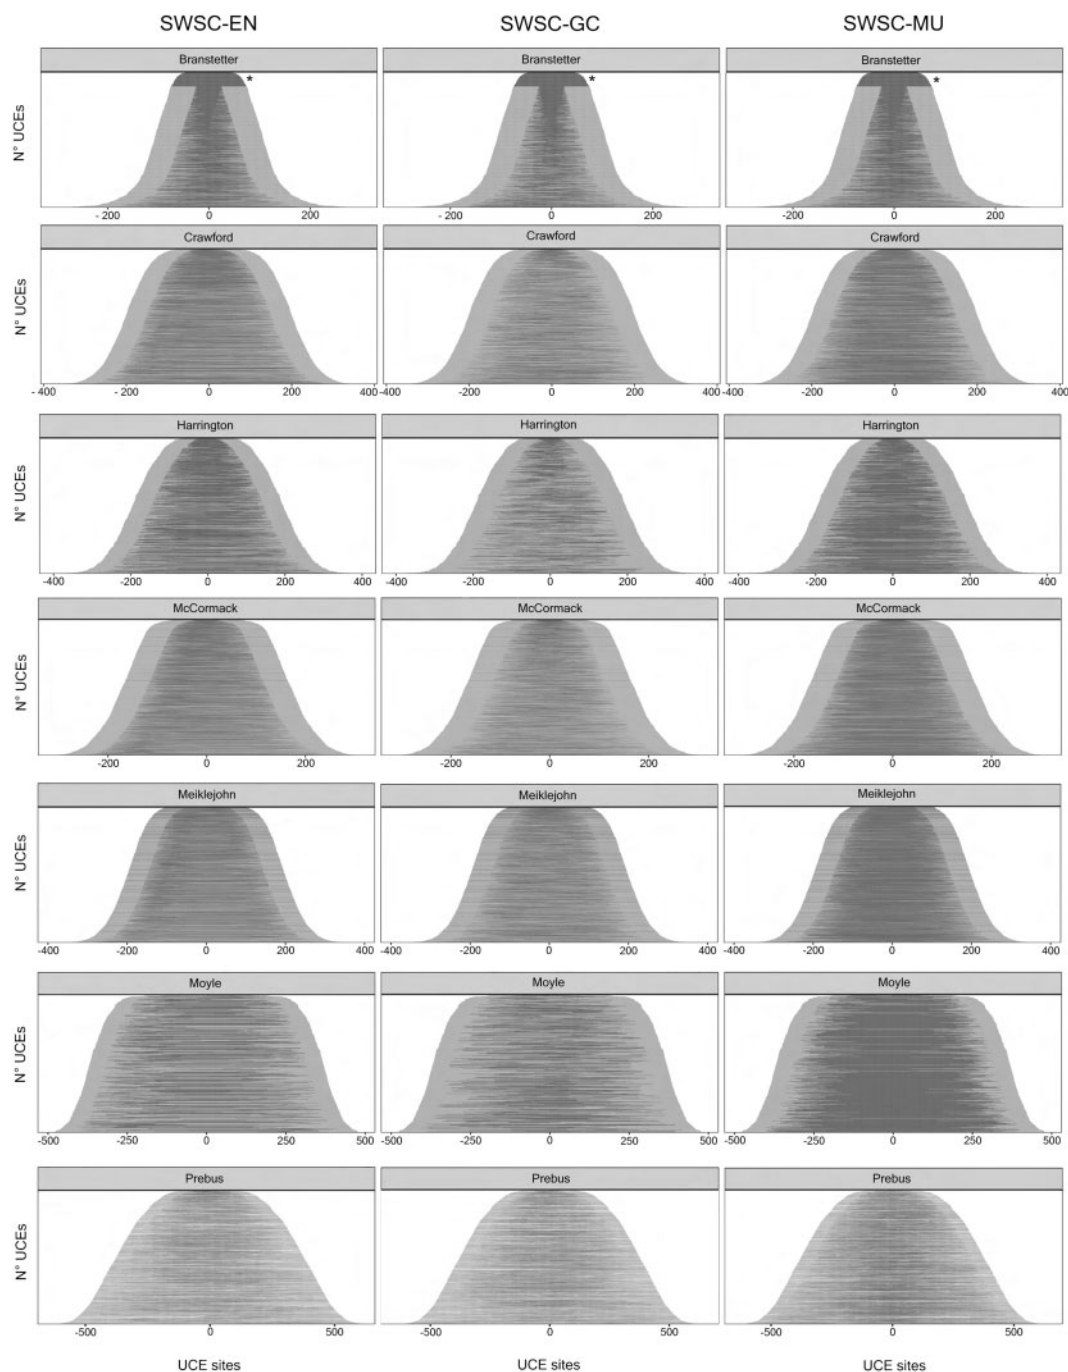 SWSC-EN SWSC-GC SWSC-MU
Branstetter Branstetter Branstetter
* * *
N° UCEs
-200 0 200 -200 0 200 -200 0 200
Crawford Crawford Crawford
N° UCEs
-400 -200 0 200 400 -400 -200 0 200 400 -400 -200 0 200 400
Harrington Harrington Harrington
N° UCEs
-400 -200 0 200 400 -400 -200 0 200 400 -400 -200 0 200 400
McCormack McCormack McCormack
N° UCEs
-200 0 200 -200 0 200 -200 0 200
Meiklejohn Meiklejohn Meiklejohn
N° UCEs
-400 -200 0 200 400 -400 -200 0 200 400 -400 -200 0 200 400
Moyle Moyle Moyle
N° UCEs
-500 -250 0 250 500 -500 -250 0 250 500 -500 -250 0 250 500
Prebus Prebus Prebus
N° UCEs
-500 0 500 -500 0 500 -500 0 500
UCE sites UCE sites UCE sites